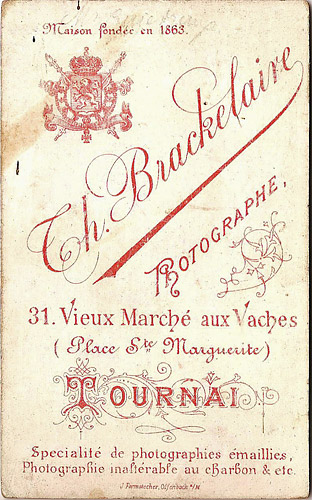 Maison fondée en 1863.
Th. Brackelaire
Photographe,
31. Vieux Marché aux Vaches
( Place Ste Marguerite )
Tournai
Specialité de photographies émaillies,
Photographie inaltérable au charbon & etc.